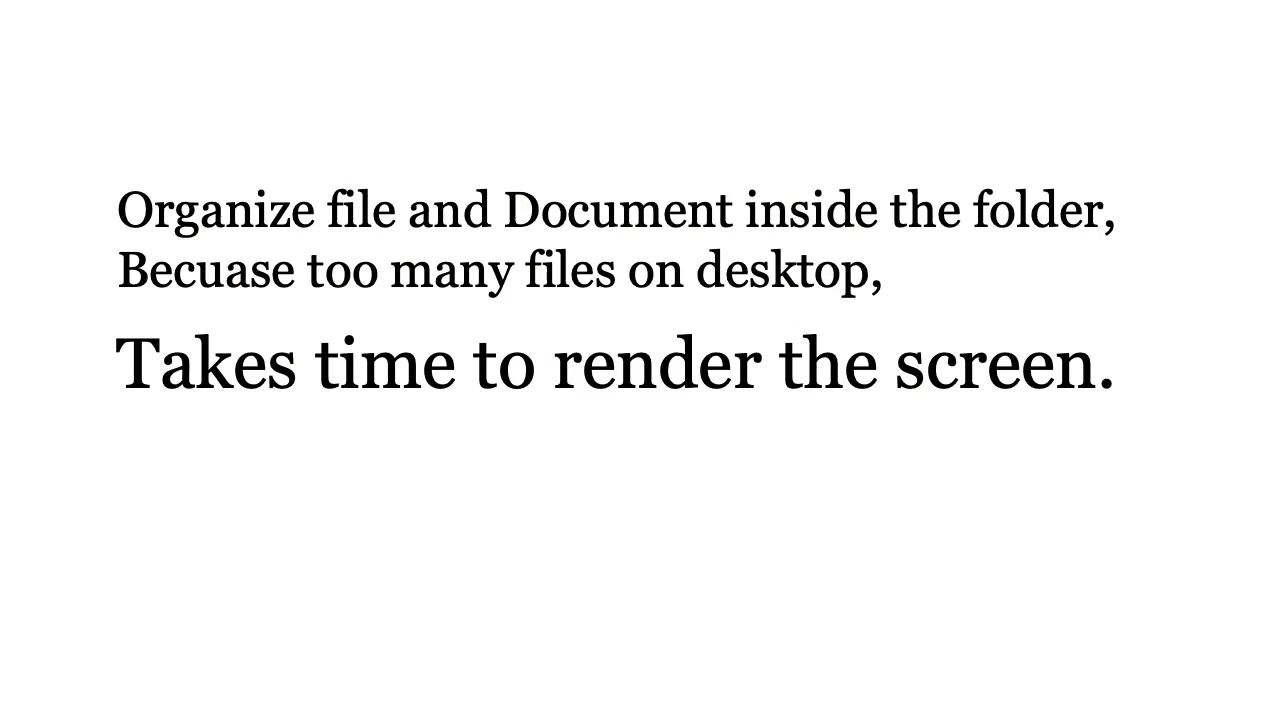 Organize file and Document inside the folder,
Becuase too many files on desktop,
Takes time to render the screen.